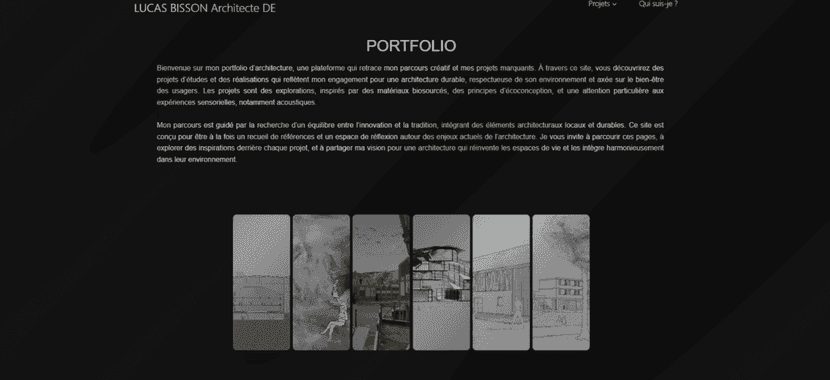 LUCAS BISSON Architecte DE
Projets
Qui suis-je ?
PORTFOLIO
Bienvenue sur mon portfolio d'architecture, une plateforme qui retrace mon parcours créatif et mes projets marquants. À travers ce site, vous découvrirez des
projets d'études et des réalisations qui reflètent mon engagement pour une architecture durable, respectueuse de son environnement et axée sur le bien-être
des usagers. Les projets sont des explorations, inspirés par des matériaux biosourcés, des principes d'écoconception, et une attention particulière aux
expériences sensorielles, notamment acoustiques.
Mon parcours est guidé par la recherche d'un équilibre entre l'innovation et la tradition, intégrant des éléments architecturaux locaux et durables. Ce site est
conçu pour être à la fois un recueil de références et un espace de réflexion autour des enjeux actuels de l'architecture. Je vous invite à parcourir ces pages, à
explorer des inspirations derrière chaque projet, et à partager ma vision pour une architecture qui réinvente les espaces de vie et les intègre harmonieusement
dans leur environnement.